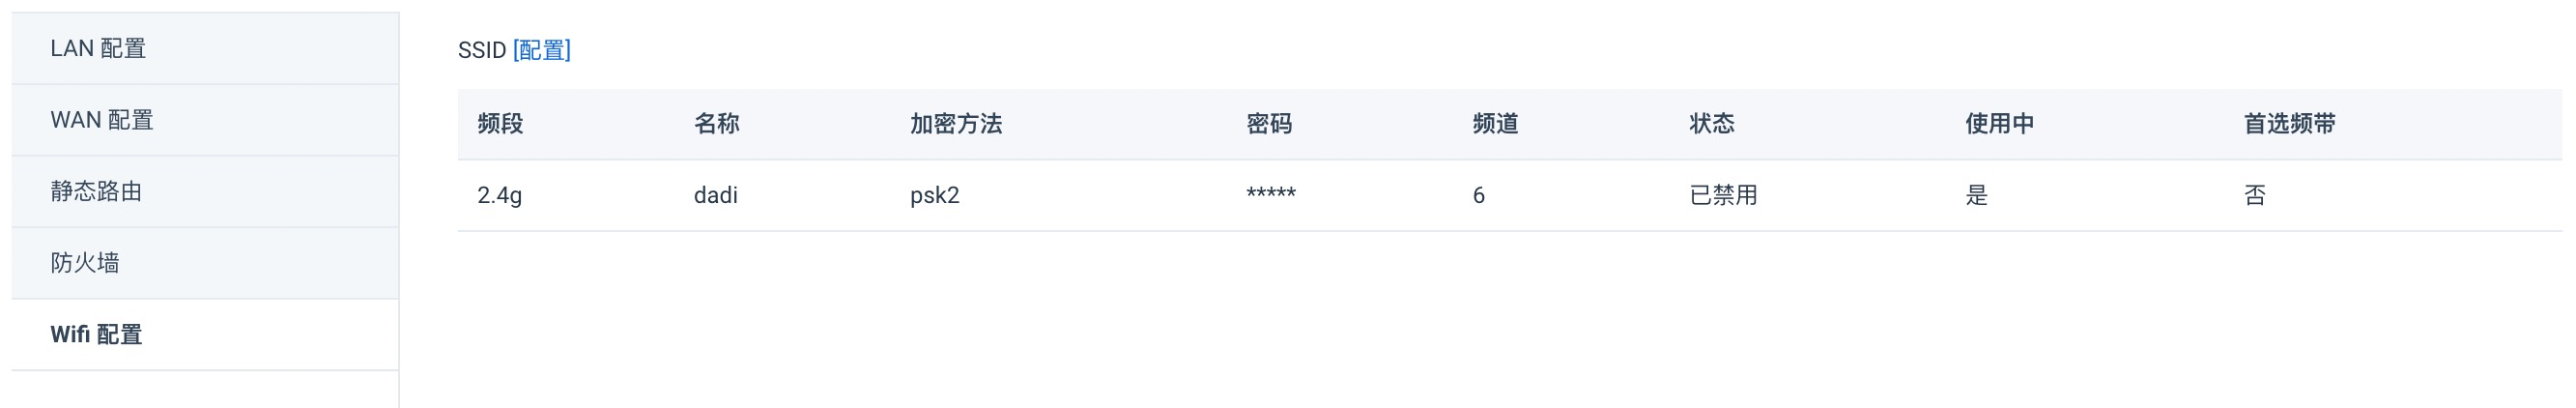 LAN 配置
WAN 配置
静态路由
防火墙
Wifi 配置
SSID [配置]
频段 名称 加密方法 密码 频道 状态 使用中 首选频带
2.4g dadi psk2 ***** 6 已禁用 是 否